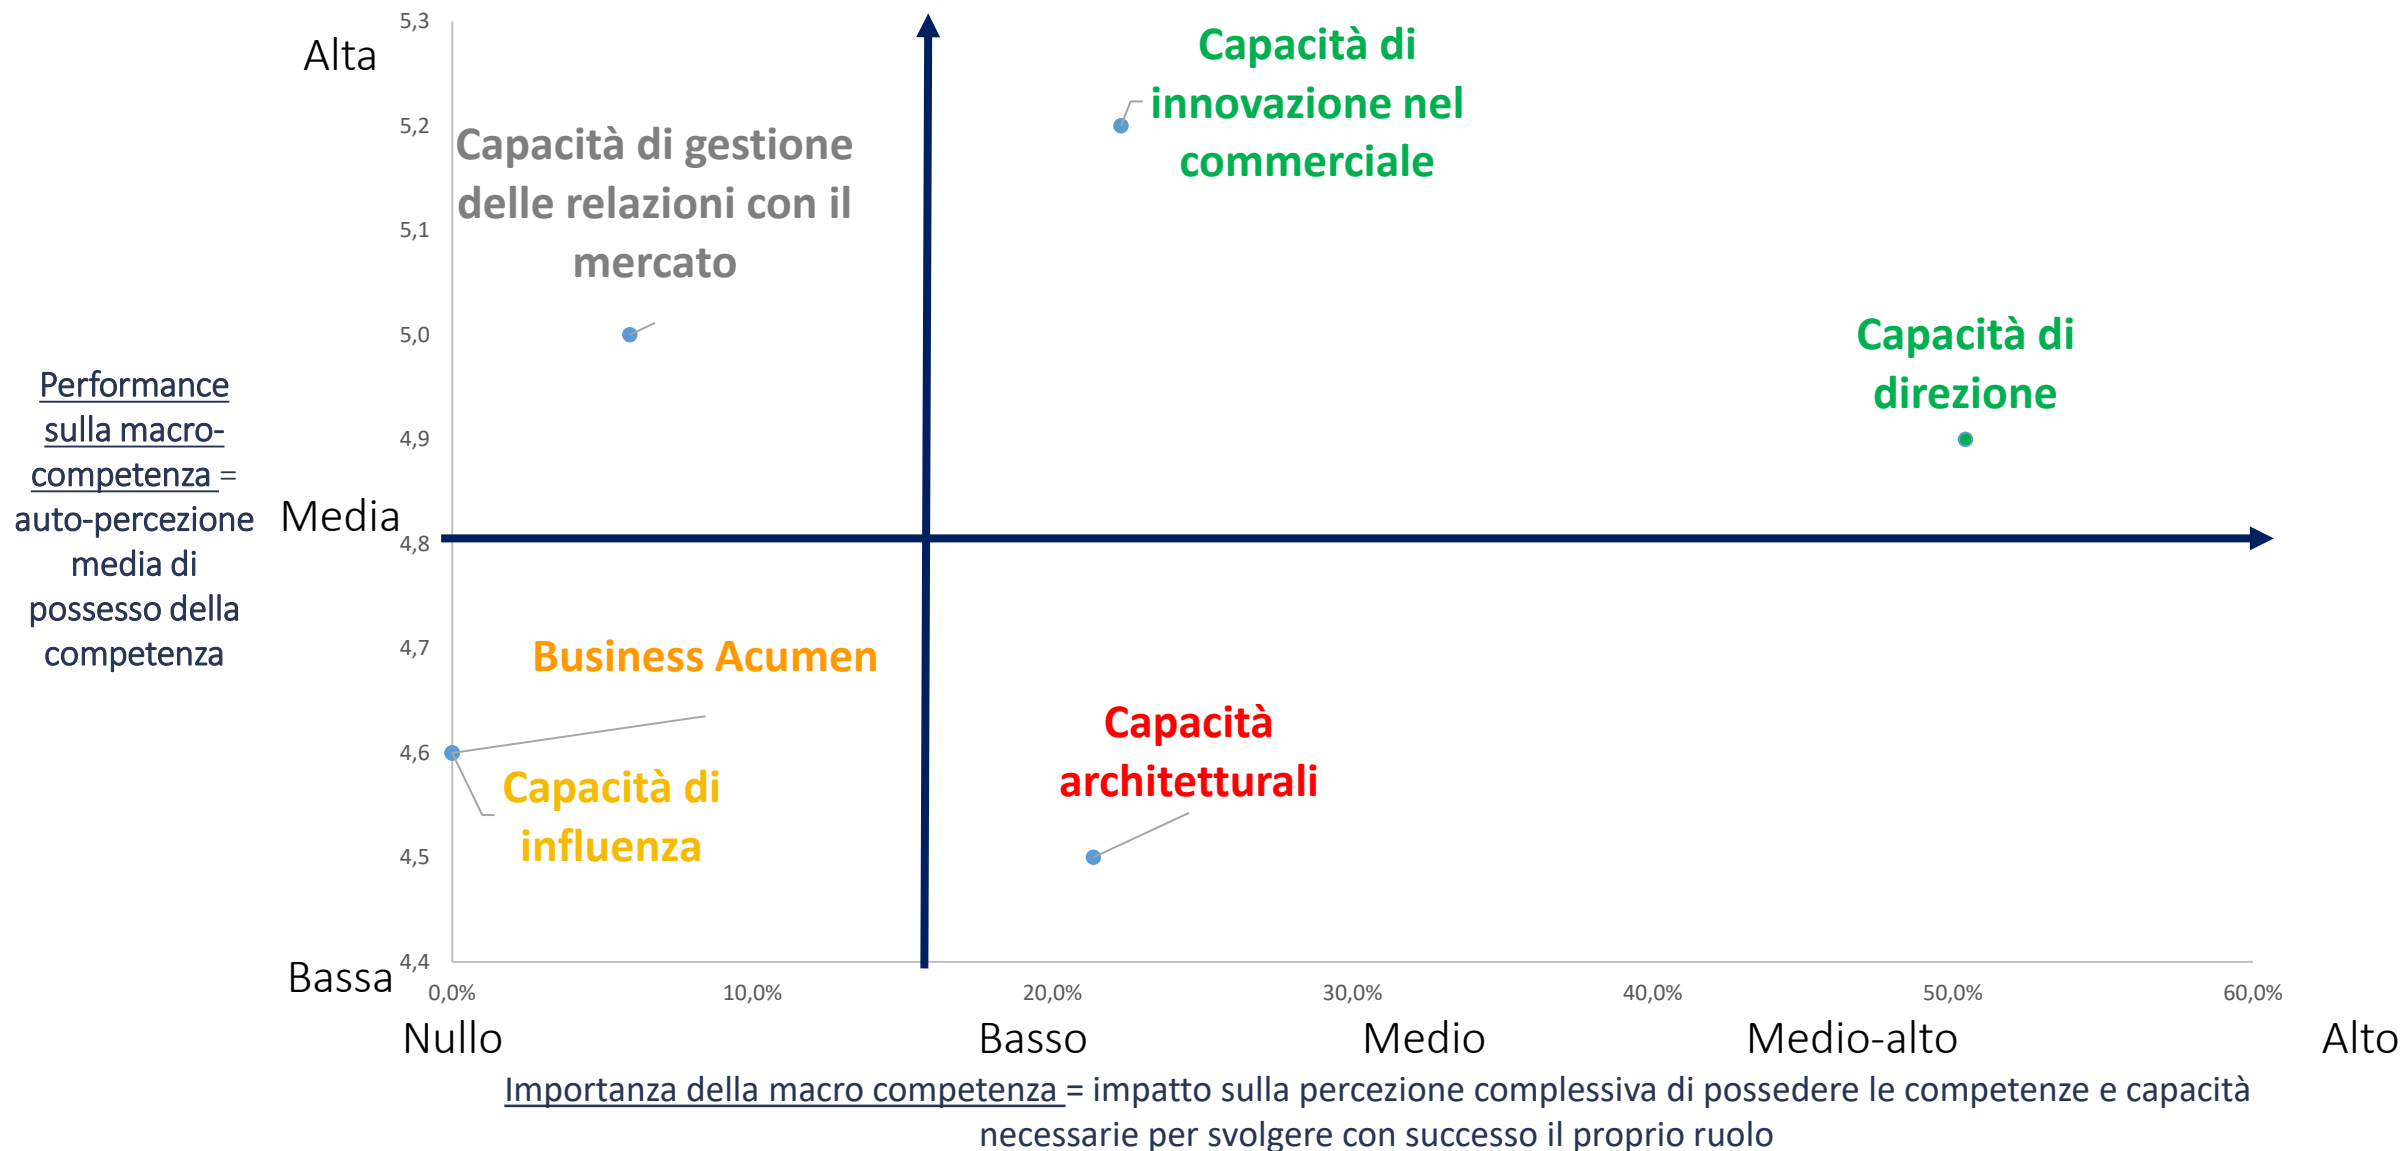 5,3
Alta
5,2
5,1
5,0
4,9
Media
4,8
4,7
4,6
4,5
4,4
Bassa
Performance
sulla macro-
competenza =
auto-percezione
media di
possesso della
competenza
Capacità di gestione
delle relazioni con il
mercato
Capacità di
innovazione nel
commerciale
Capacità di
direzione
Business Acumen
Capacità di
influenza
Capacità
architetturali
0,0% 10,0% 20,0% 30,0% 40,0% 50,0% 60,0%
Nullo Basso Medio Medio-alto Alto
Importanza della macro competenza = impatto sulla percezione complessiva di possedere le competenze e capacità
necessarie per svolgere con successo il proprio ruolo